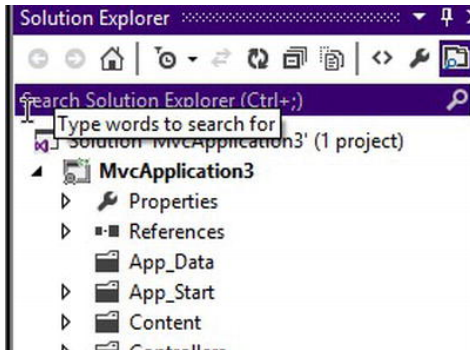 Solution Explorer
Search Solution Explorer (Ctrl+;)
Type words to search for
Solution 'MvcApplication3' (1 project)
MvcApplication3
Properties
References
App_Data
App_Start
Content
Controllers